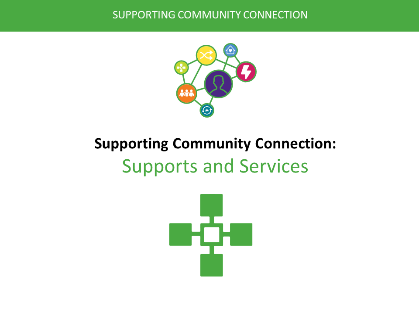 SUPPORTING COMMUNITY CONNECTION
Supporting Community Connection:
Supports and Services